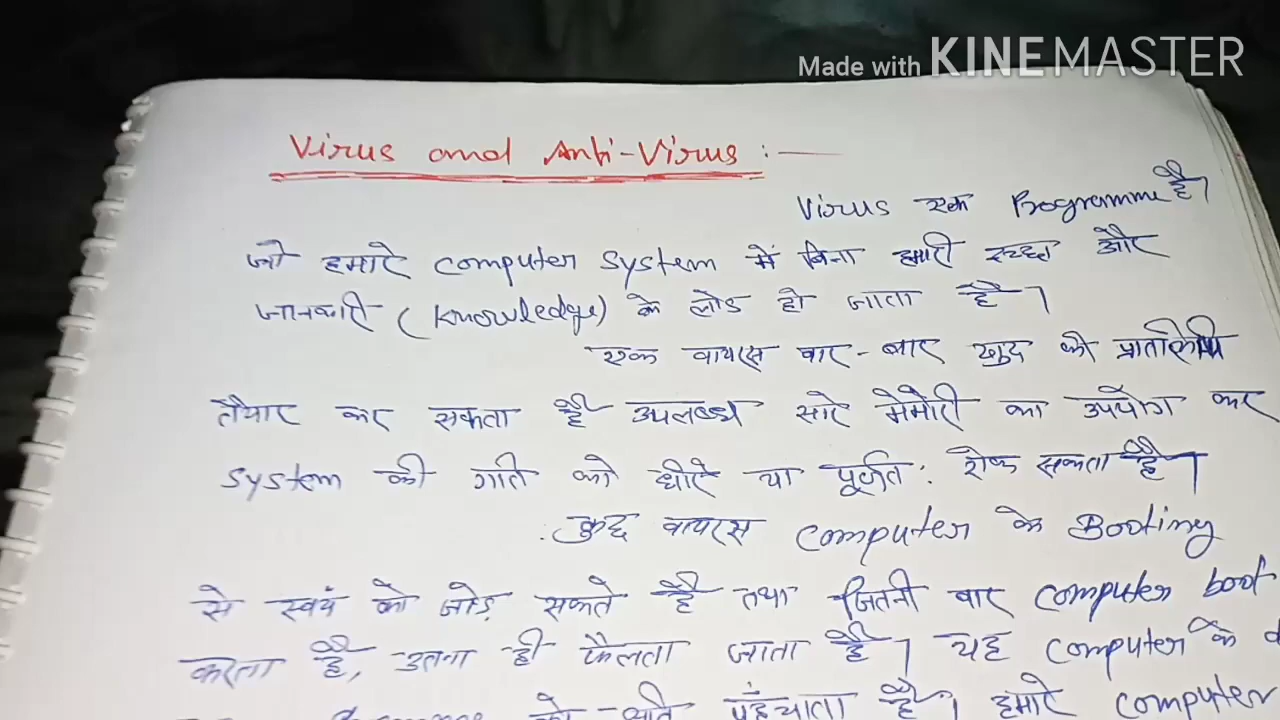 Made with KINEMASTER
Virus and Anti-Virus :—
Virus एक Programme है।
जो हमारे computer system में बिना हमारी इच्छा और
जानकारी (Knowledge) के लोड हो जाता है।
एक वायरस बार-बार खुद की प्रतिलिपि
तैयार कर सकता है उपलब्ध सारे मेमोरी का उपयोग कर
system की गति को धीरे या पूर्णत: रोक सकता है।
कुछ वायरस computer के Booting
से स्वयं को जोड़ सकते है तथा जितनी बार computer boot
करता है, उतना ही फैलता जाता है। यह computer के
को क्षति पहुंचाता है। हमारे computer